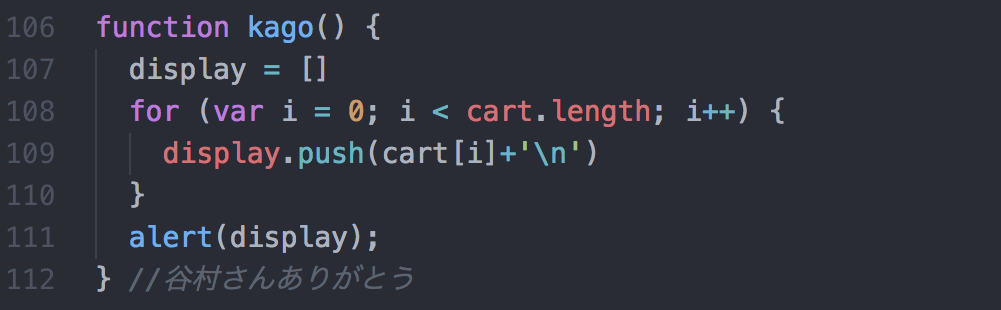 106 function kago() {
107 display = []
108 for (var i = 0; i < cart.length; i++) {
109 display.push(cart[i]+'\n')
110 }
111 alert(display);
112 } //谷村さんありがとう